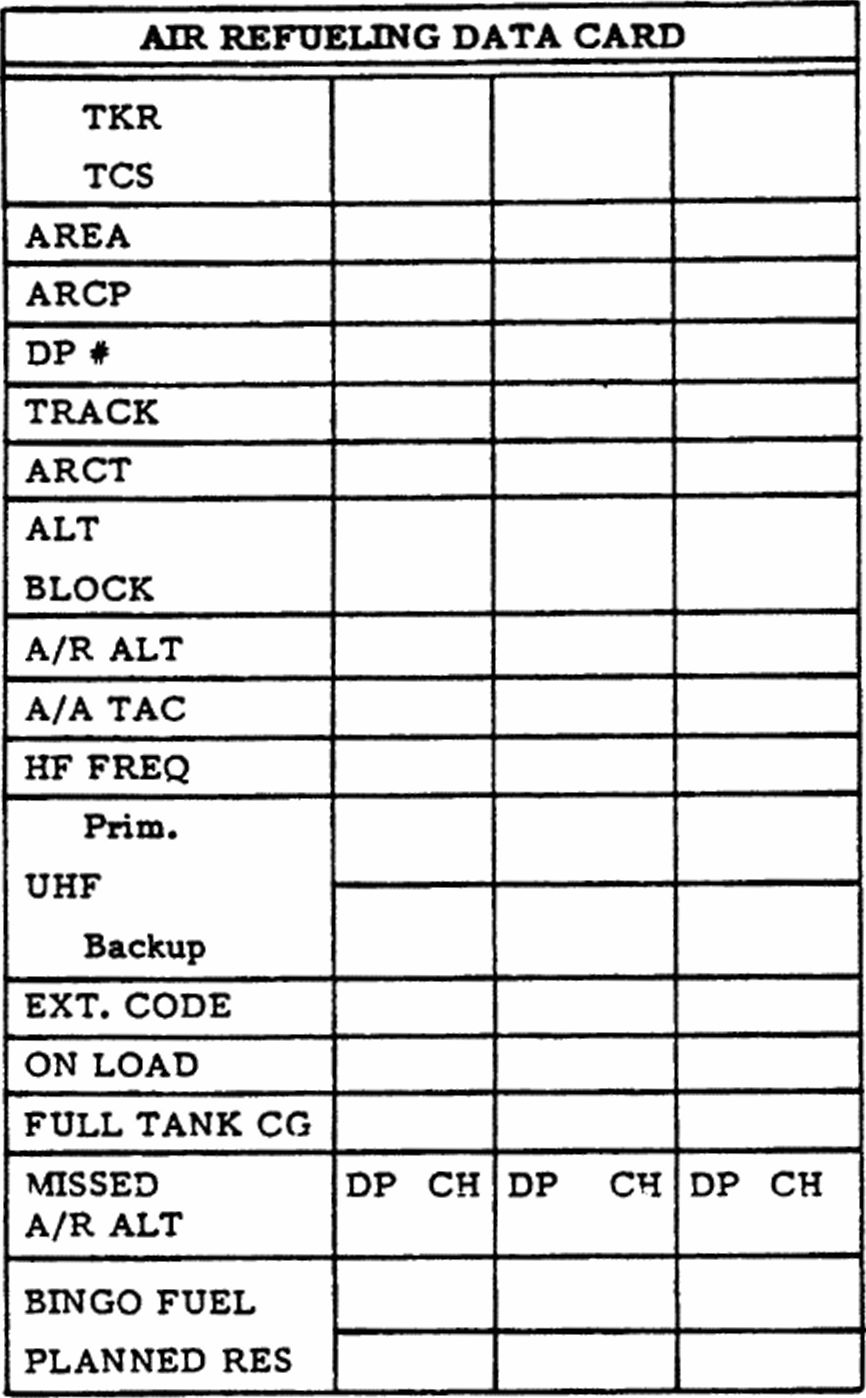 AIR REFUELING DATA CARD
TKR
TCS
AREA
ARCP
DP #
TRACK
ARCT
ALT
BLOCK
A/R ALT
A/A TAC
HF FREQ
Prim.
UHF
Backup
EXT. CODE
ON LOAD
FULL TANK CG
MISSED DP CH DP CH DP CH
A/R ALT
BINGO FUEL
PLANNED RES